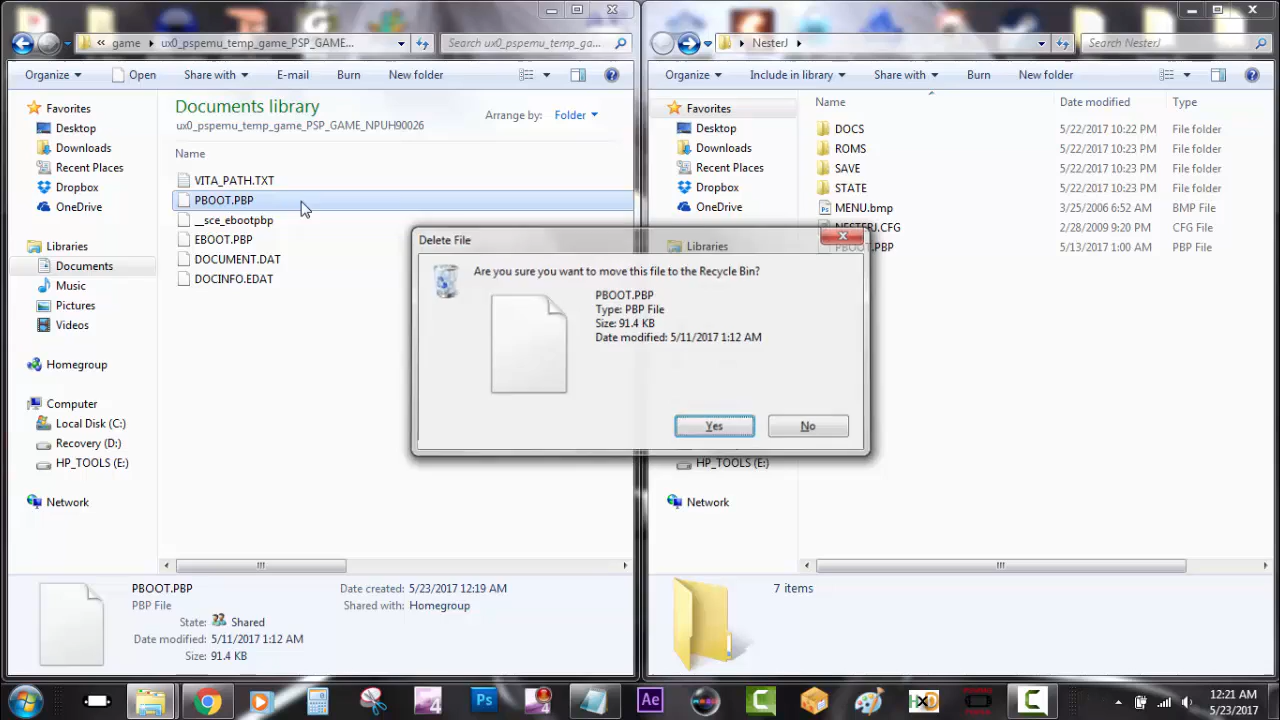 game ▸ ux0_pspemu_temp_game_PSP_GAME...
Search ux0_pspemu_temp_ga...
Organize
Open
Share with
E-mail
Burn
New folder
Favorites
Desktop
Downloads
Recent Places
Dropbox
OneDrive
Libraries
Documents
Music
Pictures
Videos
Homegroup
Computer
Local Disk (C:)
Recovery (D:)
HP_TOOLS (E:)
Network
Documents library
ux0_pspemu_temp_game_PSP_GAME_NPUH90026
Arrange by: Folder
Name
VITA_PATH.TXT
PBOOT.PBP
__sce_ebootpbp
EBOOT.PBP
DOCUMENT.DAT
DOCINFO.EDAT
PBOOT.PBP
PBP File
State: Shared
Date modified: 5/11/2017 1:12 AM
Size: 91.4 KB
Date created: 5/23/2017 12:19 AM
Shared with: Homegroup
NesterJ ▸
Search NesterJ
Organize
Include in library
Share with
Burn
New folder
Favorites
Desktop
Downloads
Recent Places
Dropbox
OneDrive
Libraries
HP_TOOLS (E:)
Network
Name Date modified Type
DOCS 5/22/2017 10:22 PM File folder
ROMS 5/22/2017 10:23 PM File folder
SAVE 5/22/2017 10:23 PM File folder
STATE 5/22/2017 10:23 PM File folder
MENU.bmp 3/25/2006 6:52 AM BMP File
NESTERJ.CFG 2/28/2009 9:20 PM CFG File
PBOOT.PBP 5/13/2017 1:00 AM PBP File
7 items
Delete File
Are you sure you want to move this file to the Recycle Bin?
PBOOT.PBP
Type: PBP File
Size: 91.4 KB
Date modified: 5/11/2017 1:12 AM
Yes
No
4
Ps
Ae
C
HxD
C
12:21 AM
5/23/2017